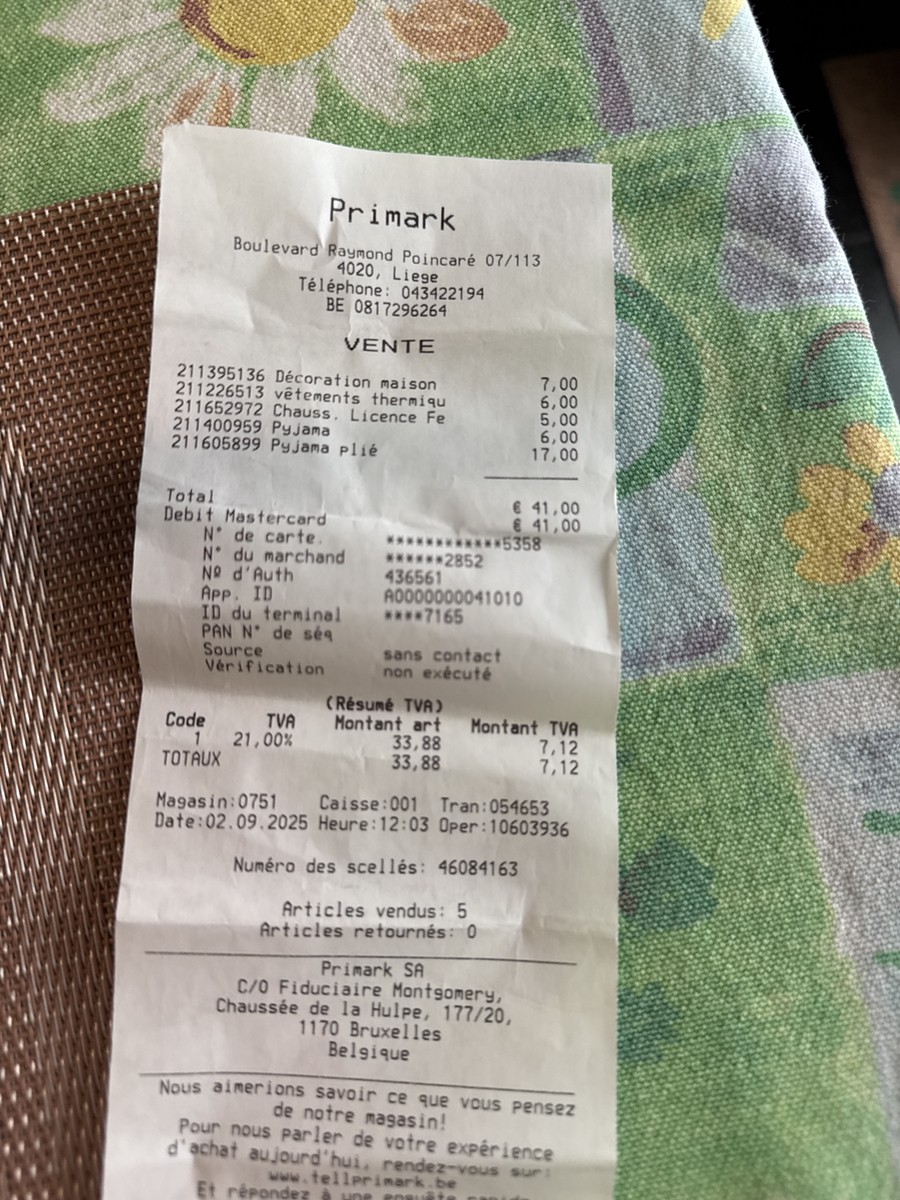 Primark
Boulevard Raymond Poincaré 07/113
4020, Liege
Téléphone: 043422194
BE 0817296264
VENTE
211395136 Décoration maison 7,00
211226513 vêtements thermiqu 6,00
211652972 Chauss. Licence Fe 5,00
211400959 Pyjama 6,00
211605899 Pyjama plié 17,00
Total € 41,00
Debit Mastercard € 41,00
N° de carte. ************5358
N° du marchand ******2852
Nº d'Auth 436561
App. ID A0000000041010
ID du terminal ****7165
PAN N° de séq
Source sans contact
Vérification non exécuté
(Résumé TVA)
Code TVA Montant art Montant TVA
1 21,00% 33,88 7,12
TOTAUX 33,88 7,12
Magasin:0751 Caisse:001 Tran:054653
Date:02.09.2025 Heure:12:03 Oper:10603936
Numéro des scellés: 46084163
Articles vendus: 5
Articles retournés: 0
Primark SA
C/O Fiduciaire Montgomery,
Chaussée de la Hulpe, 177/20,
1170 Bruxelles
Belgique
Nous aimerions savoir ce que vous pensez
de notre magasin!
Pour nous parler de votre expérience
d'achat aujourd'hui, rendez-vous sur:
www.tellprimark.be
Et répondez à une enquête rapide